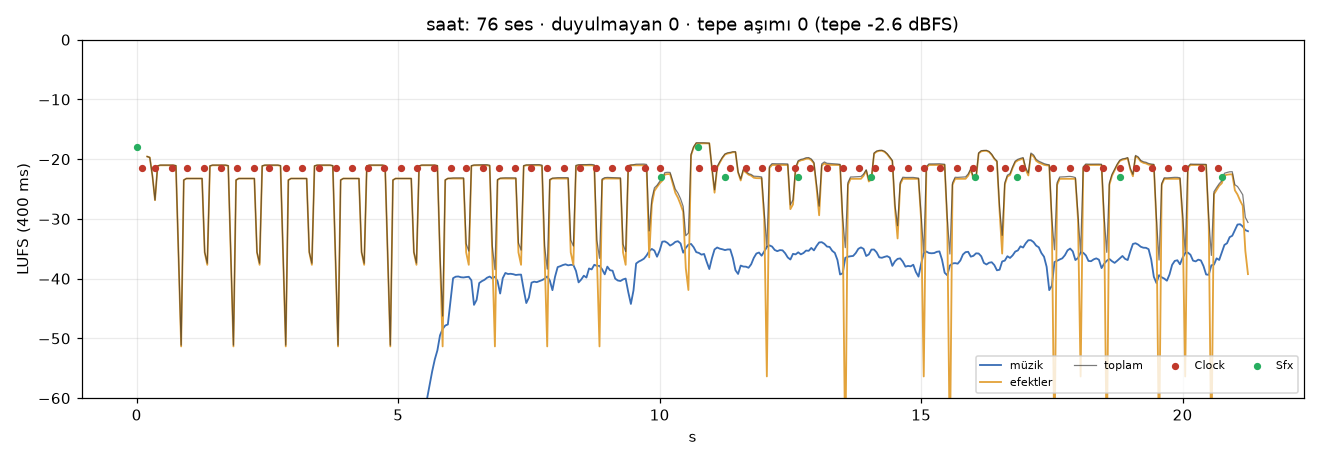 saat: 76 ses · duyulmayan 0 · tepe aşımı 0 (tepe -2.6 dBFS)
0
−10
−20
−30
−40
−50
−60
LUFS (400 ms)
müzik
efektler
toplam
Clock
Sfx
0
5
10
15
20
s